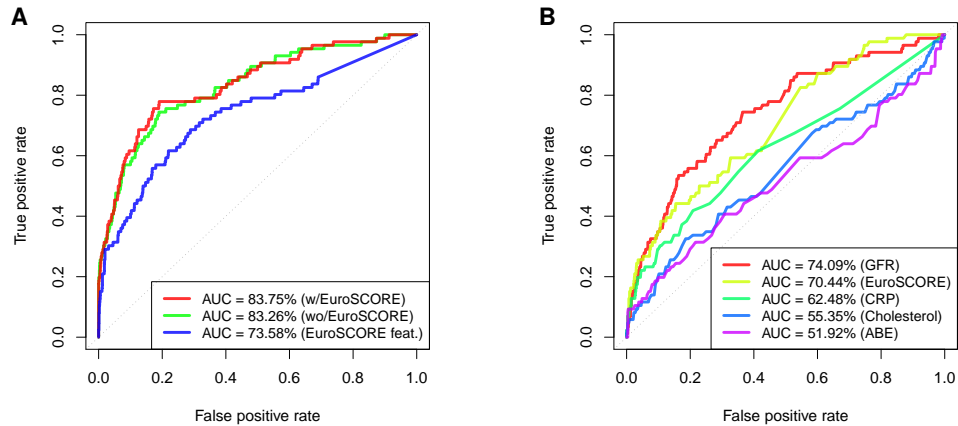 A
True positive rate
1.0
0.8
0.6
0.4
0.2
0.0
AUC = 83.75% (w/EuroSCORE)
AUC = 83.26% (wo/EuroSCORE)
AUC = 73.58% (EuroSCORE feat.)
0.0 0.2 0.4 0.6 0.8 1.0
False positive rate
B
True positive rate
1.0
0.8
0.6
0.4
0.2
0.0
AUC = 74.09% (GFR)
AUC = 70.44% (EuroSCORE)
AUC = 62.48% (CRP)
AUC = 55.35% (Cholesterol)
AUC = 51.92% (ABE)
0.0 0.2 0.4 0.6 0.8 1.0
False positive rate